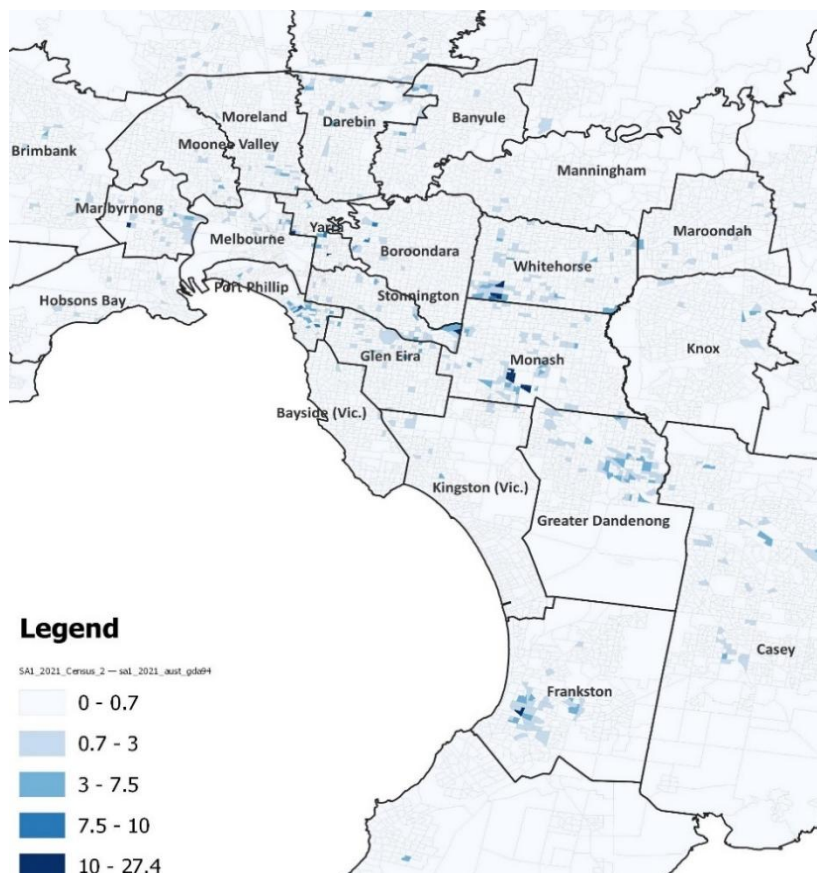 Moreland
Darebin
Banyule
Moonee Valley
Brimbank
Manningham
Maribyrnong
Yarra
Maroondah
Melbourne
Boroondara
Whitehorse
Port Phillip
Hobsons Bay
Stonnington
Knox
Glen Eira
Monash
Bayside (Vic.)
Kingston (Vic.)
Greater Dandenong
Legend
Casey
SA1_2021_Census_2 — sa1_2021_aust_gda94
Frankston
0 - 0.7
0.7 - 3
3 - 7.5
7.5 - 10
10 - 27.4